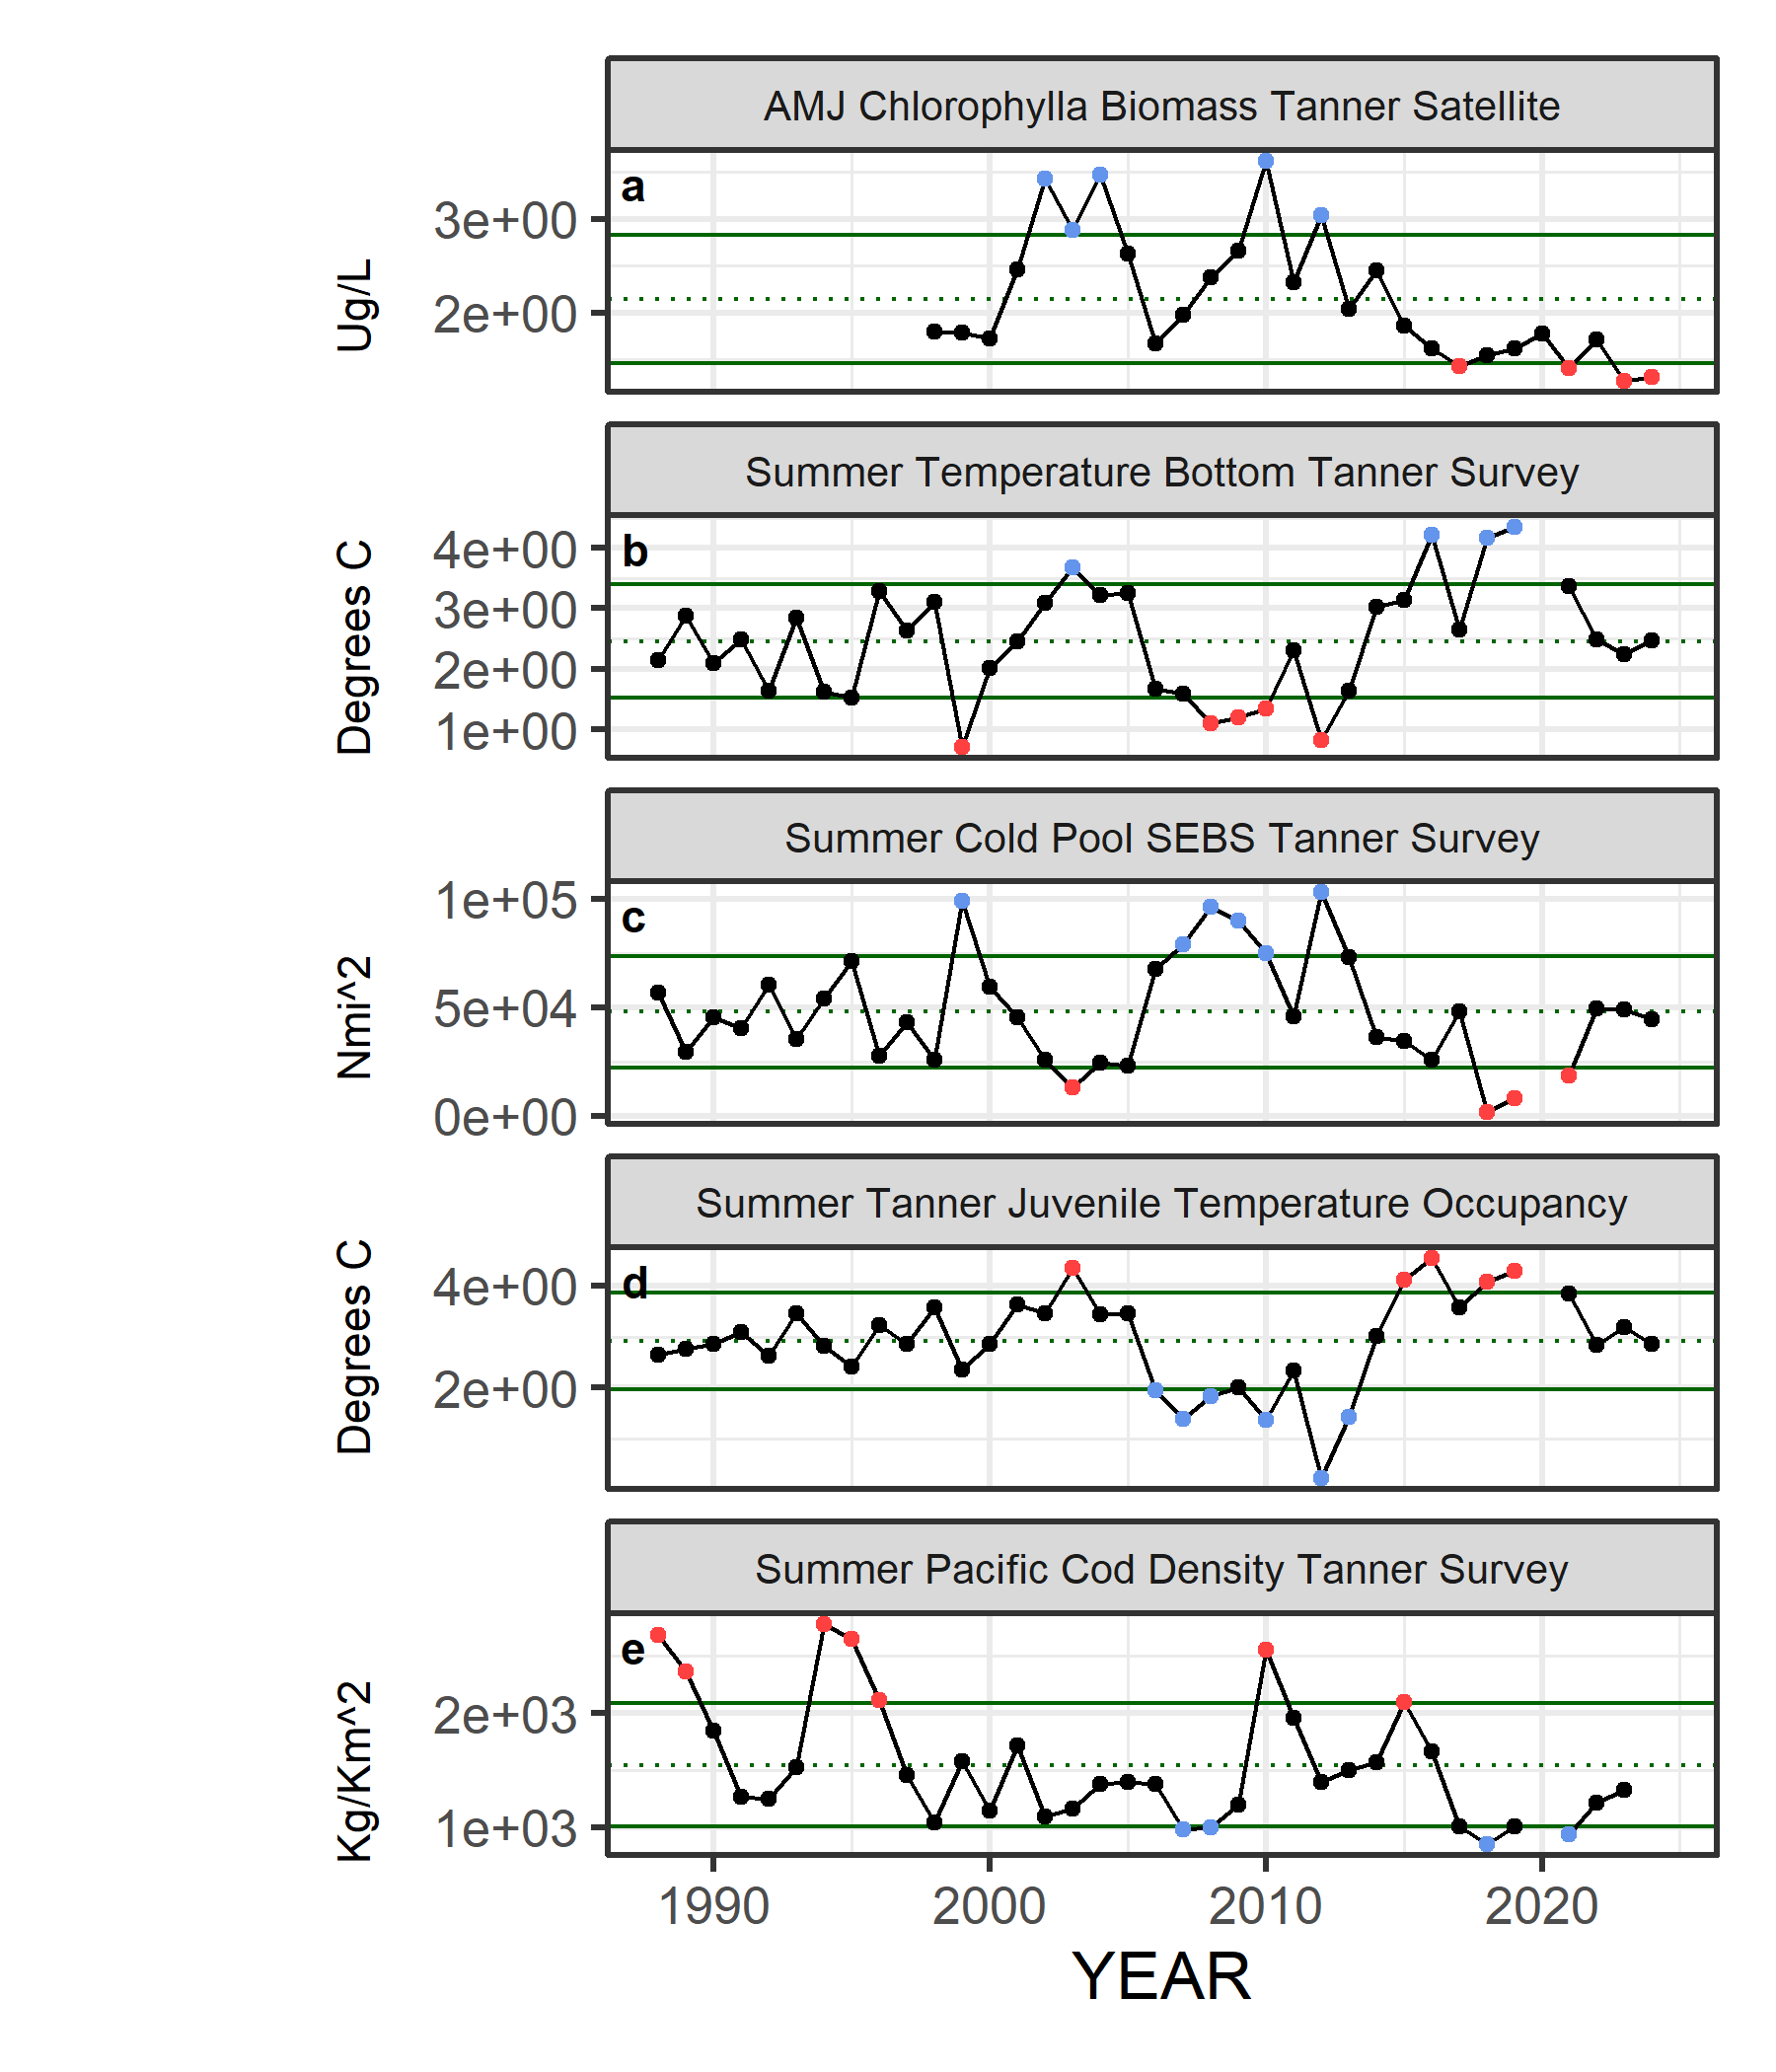 AMJ Chlorophylla Biomass Tanner Satellite
a
3e+00
2e+00
Ug/L
Summer Temperature Bottom Tanner Survey
b
4e+00
3e+00
2e+00
1e+00
Degrees C
Summer Cold Pool SEBS Tanner Survey
c
1e+05
5e+04
0e+00
Nmi^2
Summer Tanner Juvenile Temperature Occupancy
d
4e+00
2e+00
Degrees C
Summer Pacific Cod Density Tanner Survey
e
2e+03
1e+03
Kg/Km^2
1990 2000 2010 2020
YEAR